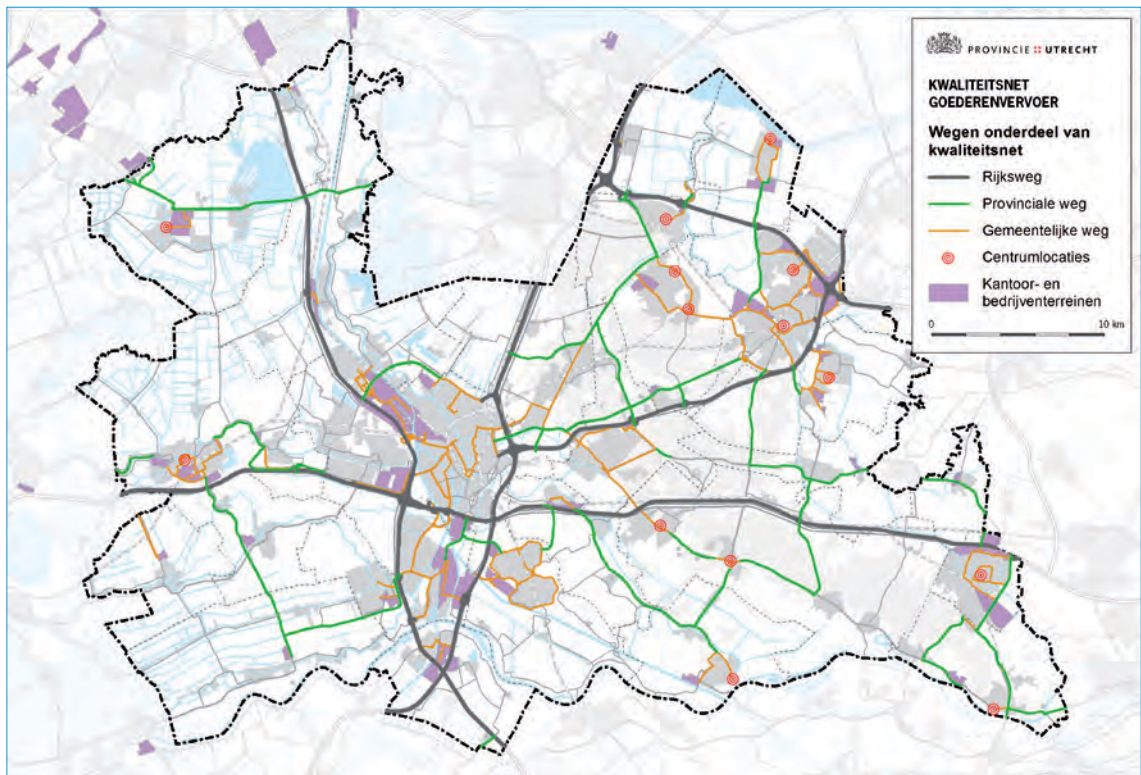 PROVINCIE UTRECHT
KWALITEITSNET
GOEDERENVERVOER
Wegen onderdeel van
kwaliteitsnet
Rijksweg
Provinciale weg
Gemeentelijke weg
Centrumlocaties
Kantoor- en
bedrijventerreinen
0 10 km